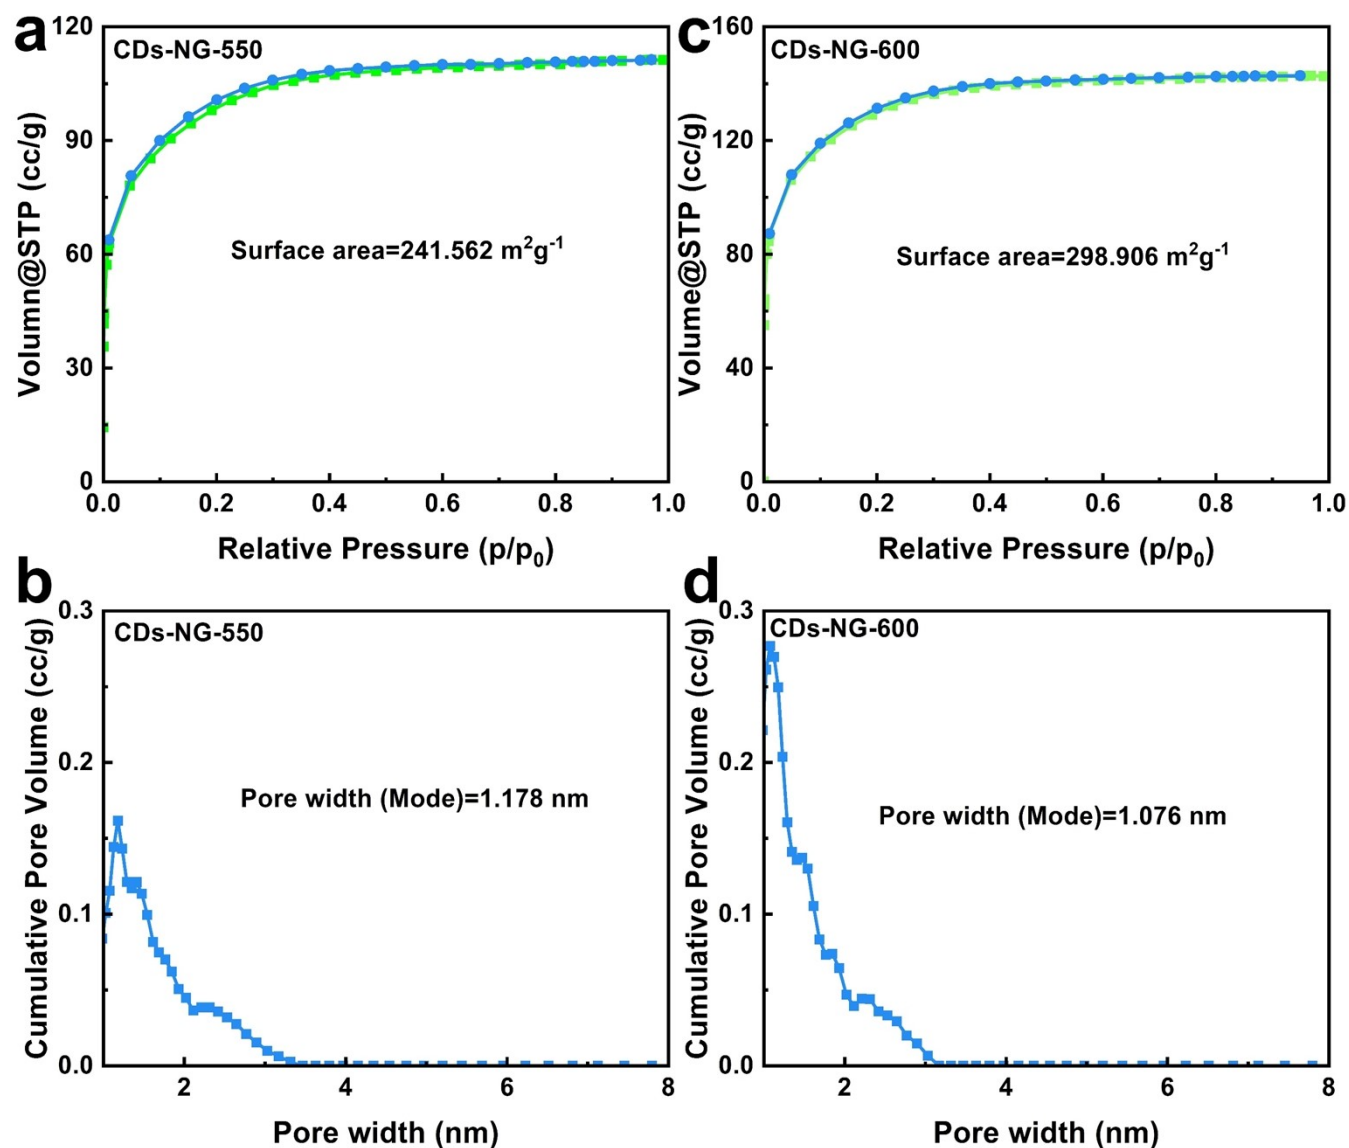 a
CDs-NG-550
Volumn@STP (cc/g)
120
90
60
30
0
Surface area=241.562 m²g⁻¹
0.0 0.2 0.4 0.6 0.8 1.0
Relative Pressure (p/p₀)
c
CDs-NG-600
Volume@STP (cc/g)
160
120
80
40
0
Surface area=298.906 m²g⁻¹
0.0 0.2 0.4 0.6 0.8 1.0
Relative Pressure (p/p₀)
b
CDs-NG-550
Cumulative Pore Volume (cc/g)
0.3
0.2
0.1
0.0
Pore width (Mode)=1.178 nm
2 4 6 8
Pore width (nm)
d
CDs-NG-600
Cumulative Pore Volume (cc/g)
0.3
0.2
0.1
0.0
Pore width (Mode)=1.076 nm
2 4 6 8
Pore width (nm)